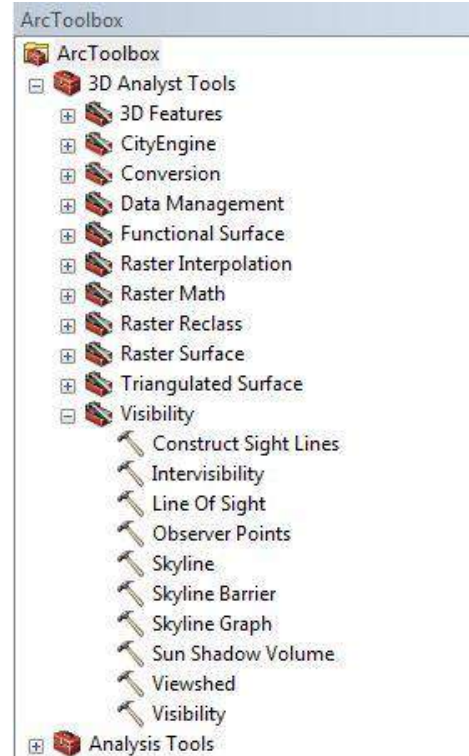 ArcToolbox
ArcToolbox
3D Analyst Tools
3D Features
CityEngine
Conversion
Data Management
Functional Surface
Raster Interpolation
Raster Math
Raster Reclass
Raster Surface
Triangulated Surface
Visibility
Construct Sight Lines
Intervisibility
Line Of Sight
Observer Points
Skyline
Skyline Barrier
Skyline Graph
Sun Shadow Volume
Viewshed
Visibility
Analysis Tools